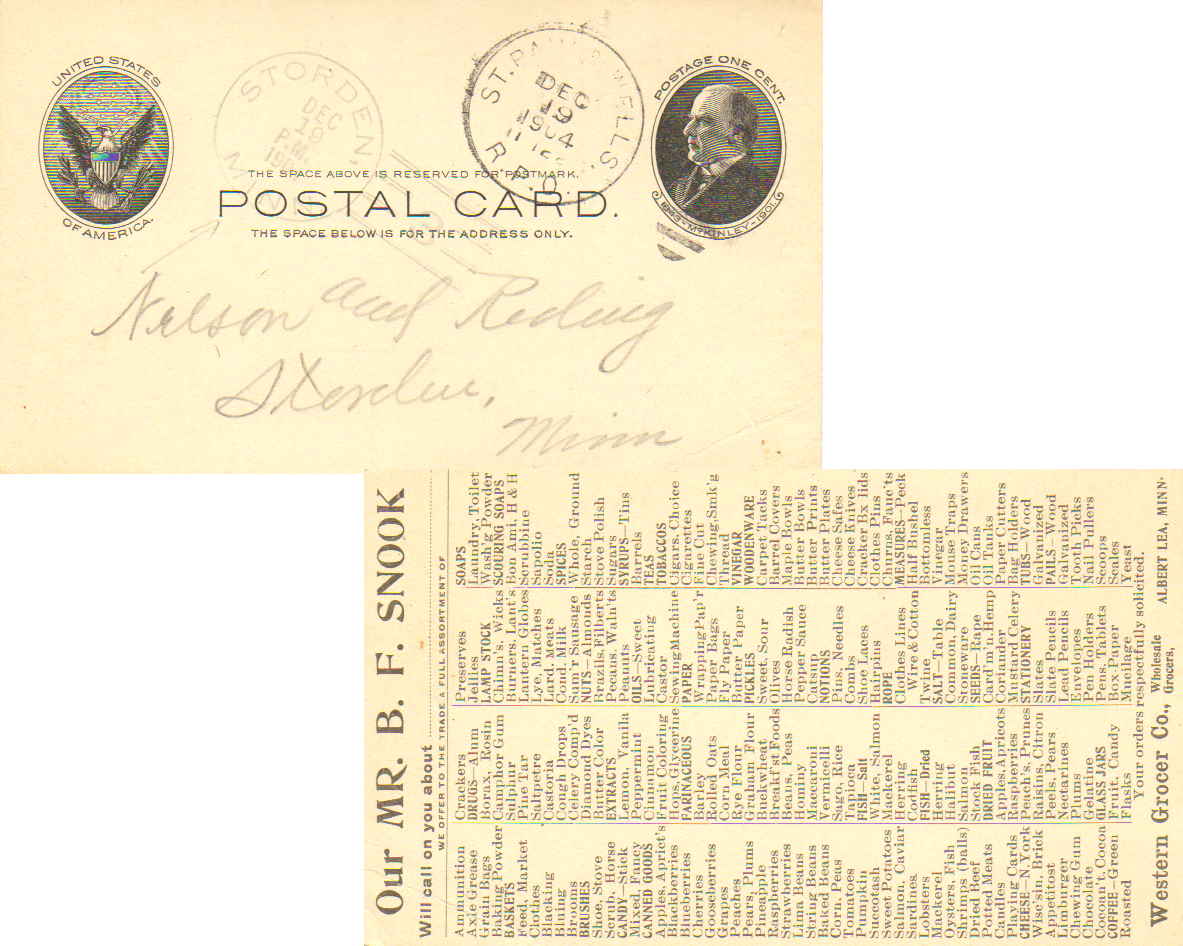 UNITED STATES
OF AMERICA.
STORDEN,
DEC
19
P.M.
MINN
ST. PAUL & WELLS.
DEC
19
1904
R.P.O.
POSTAGE ONE CENT.
1843-McKINLEY-1901.
THE SPACE ABOVE IS RESERVED FOR POSTMARK.
POSTAL CARD.
THE SPACE BELOW IS FOR THE ADDRESS ONLY.
Nelson and Reding
Storden,
Minn
Our MR. B. F. SNOOK
Will call on you about
WE OFFER TO THE TRADE A FULL ASSORTMENT OF
Ammunition
Axle Grease
Grain Bags
Baking Powder
BASKETS
Feed, Market
Clothes
Blacking
Bluing
Brooms
BRUSHES
Shoe, Stove
Scrub, Horse
CANDY—Stick
Mixed, Fancy
CANNED GOODS
Apples, Apric't's
Blackberries
Blueberries
Cherries
Gooseberries
Grapes
Peaches
Pears, Plums
Pineapple
Raspberries
Strawberries
Lima Beans
String Beans
Baked Beans
Corn, Peas
Tomatoes
Pumpkin
Succotash
Sweet Potatoes
Salmon, Caviar
Sardines
Lobsters
Mackerel
Oysters, Fish
Shrimps (balls)
Dried Beef
Potted Meats
Candles
Playing Cards
CHEESE—N. York
Wisc'sin, Brick
Appetitost
Limburger
Chewing Gum
Chocolate
Cocoan't, Cocoa
COFFEE—Green
Roasted
Crackers
DRUGS—Alum
Borax, Rosin
Camphor Gum
Sulphur
Pine Tar
Saltpetre
Castoria
Cough Drops
Celery Comp'd
Diamond Dyes
Butter Color
EXTRACTS
Lemon, Vanila
Peppermint
Cinnmon
Fruit Coloring
Hops, Glycerine
FARINACEOUS
Barley
Rolled Oats
Corn Meal
Rye Flour
Graham Flour
Buckwheat
Breakf'st Foods
Beans, Peas
Hominy
Maccaroni
Vermicelli
Sago, Rice
Tapioca
FISH—Salt
White, Salmon
Mackerel
Herring
Codfish
FISH—Dried
Herring
Halibut
Salmon
Stock Fish
DRIED FRUIT
Apples, Apricots
Raspberries
Peach's, Prunes
Raisins, Citron
Peels, Pears
Nectarines
Plums
Gelatine
GLASS JARS
Fruit, Candy
Flasks
Preserves
Jellies
LAMP STOCK
Chimn's, Wicks
Burners, Lant's
Lantern Globes
Lye, Matches
Lard, Meats
Cond. Milk
Sum'r Sausage
NUTS—Almonds
Brazils, Filberts
Pecans, Waln'ts
Peanuts
OILS—Sweet
Lubricating
Castor
Sewing Machine
PAPER
Wrapping Pap'r
Paper Bags
Fly Paper
Butter Paper
PICKLES
Sweet, Sour
Olives
Horse Radish
Pepper Sauce
Catsup
NOTIONS
Pins, Needles
Combs
Shoe Laces
Hairpins
ROPE
Clothes Lines
Wire & Cotton
Twine
SALT—Table
Common, Dairy
Stoneware
SEEDS—Rape
Card'm'n, Hemp
Coriander
Mustard Celery
STATIONERY
Slates
Slate Pencils
Lead Pencils
Envelopes
Pen Holders
Pens, Tablets
Box Paper
Mucilage
SOAPS
Laundry, Toilet
Wash'g Powder
SCOURING SOAPS
Bon Ami, H & H
Scrubbine
Sapolio
Soda
SPICES
Whole, Ground
Starch
Stove Polish
Sugars
SYRUPS—Tins
Barrels
TEAS
TOBACCOS
Cigars, Choice
Cigarettes
Fine Cut
Chewing, Smk'g
Thread
VINEGAR
WOODENWARE
Carpet Tacks
Barrel Covers
Maple Bowls
Butter Bowls
Butter Prints
Butter Plates
Cheese Safes
Cheese Knives
Cracker Bx lids
Clothes Pins
Churns, Fauc'ts
MEASURES—Peck
Half Bushel
Bottomless
Vinegar
Mouse Traps
Money Drawers
Oil Cans
Oil Tanks
Paper Cutters
Bag Holders
TUBS—Wood
Galvanized
PAILS—Wood
Galvanized
Tooth Picks
Nail Pullers
Scoops
Scales
Yeast
Your orders respectfully solicited.
Western Grocer Co., Wholesale Grocers, ALBERT LEA, MINN.